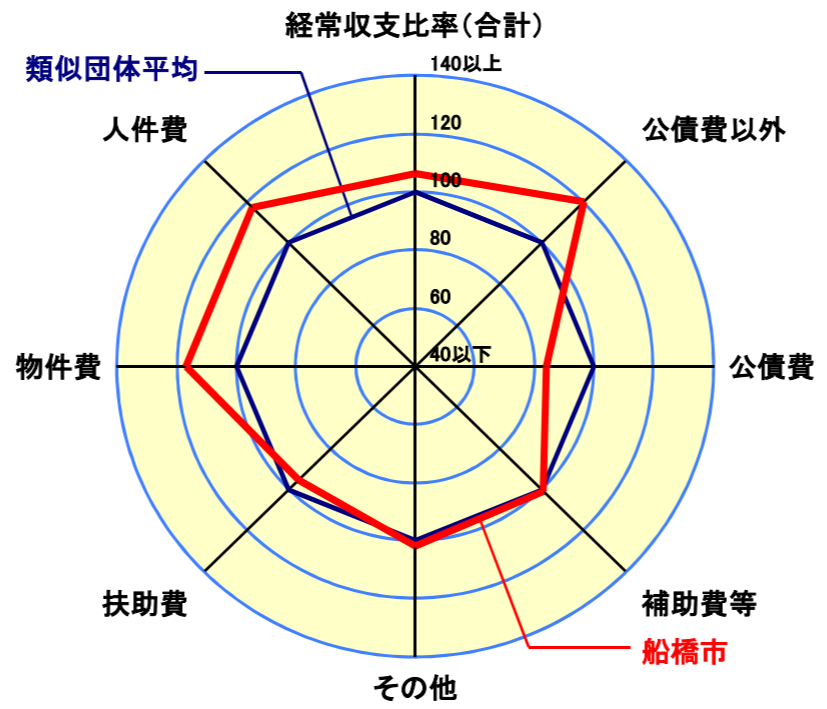 経常収支比率(合計)
類似団体平均
140以上
人件費
120
公債費以外
100
80
60
物件費
40以下
公債費
扶助費
補助費等
船橋市
その他